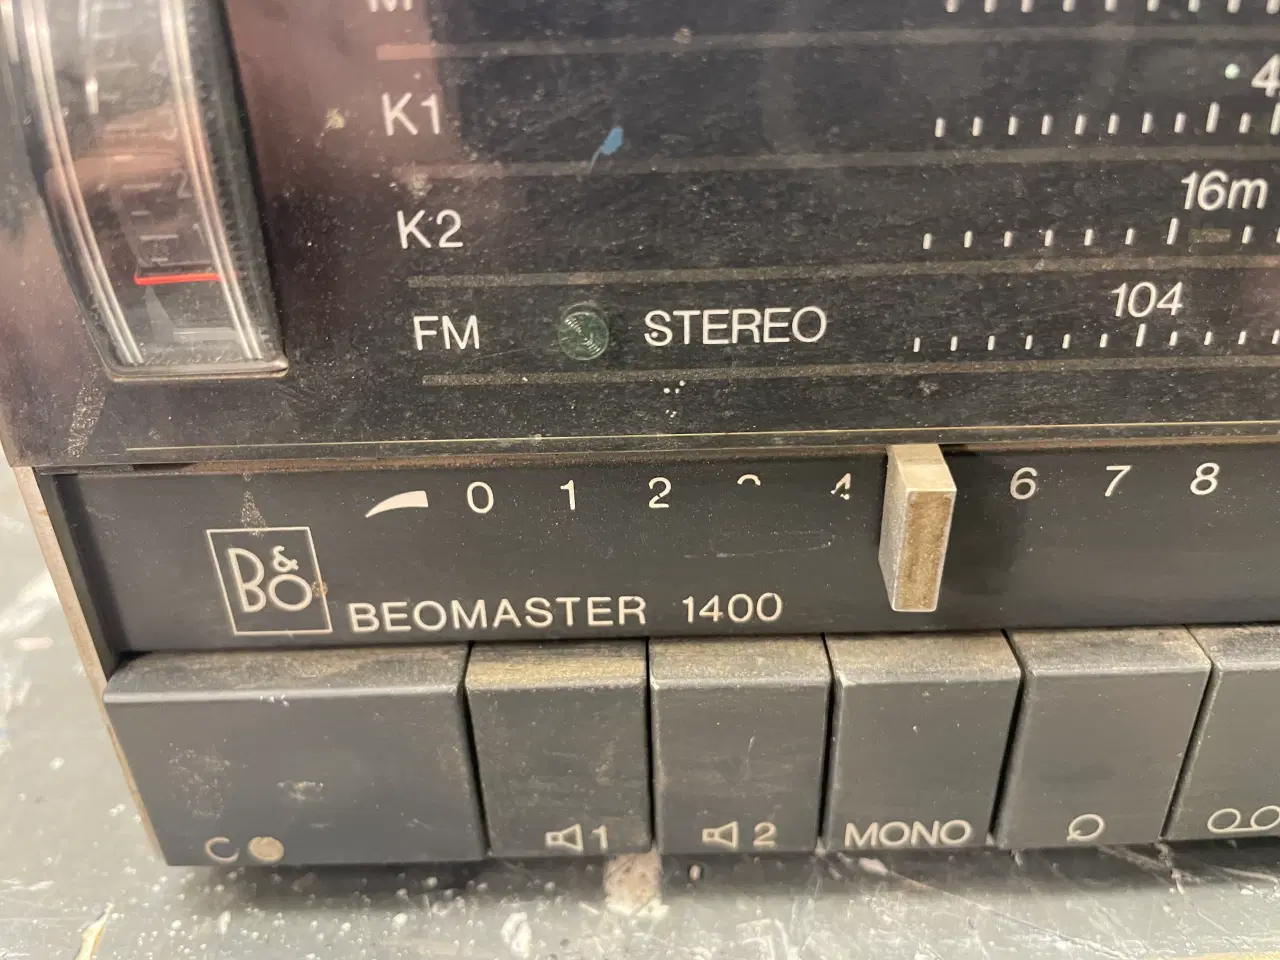 4
K1
16m
K2
104
FM STEREO
0 1 2 4 6 7 8
B&O BEOMASTER 1400
1 2 MONO